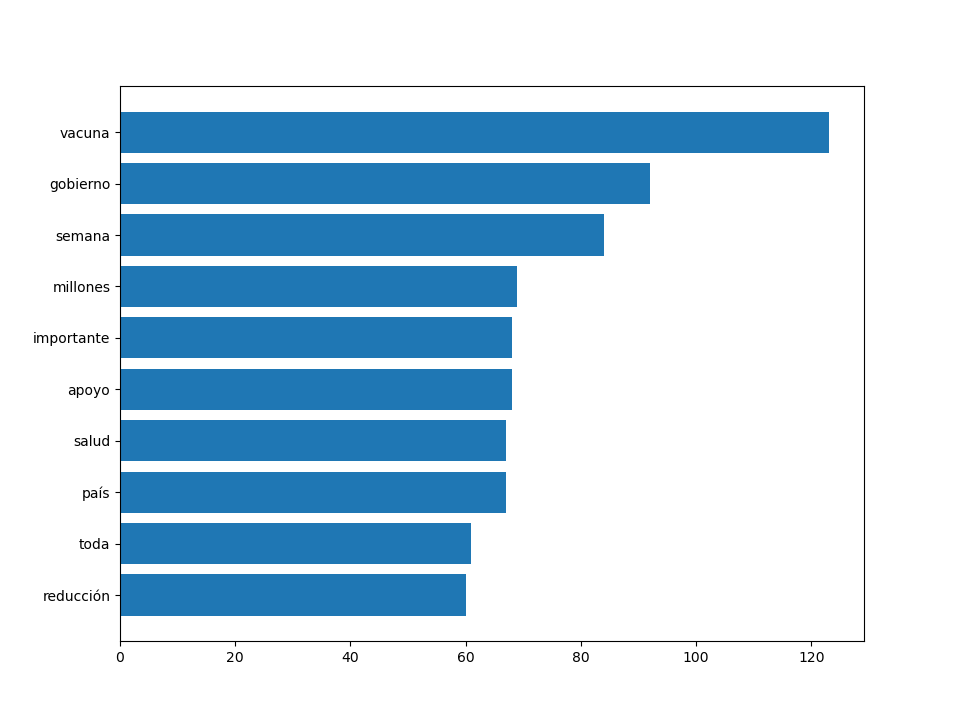 vacuna
gobierno
semana
millones
importante
apoyo
salud
país
toda
reducción
0 20 40 60 80 100 120